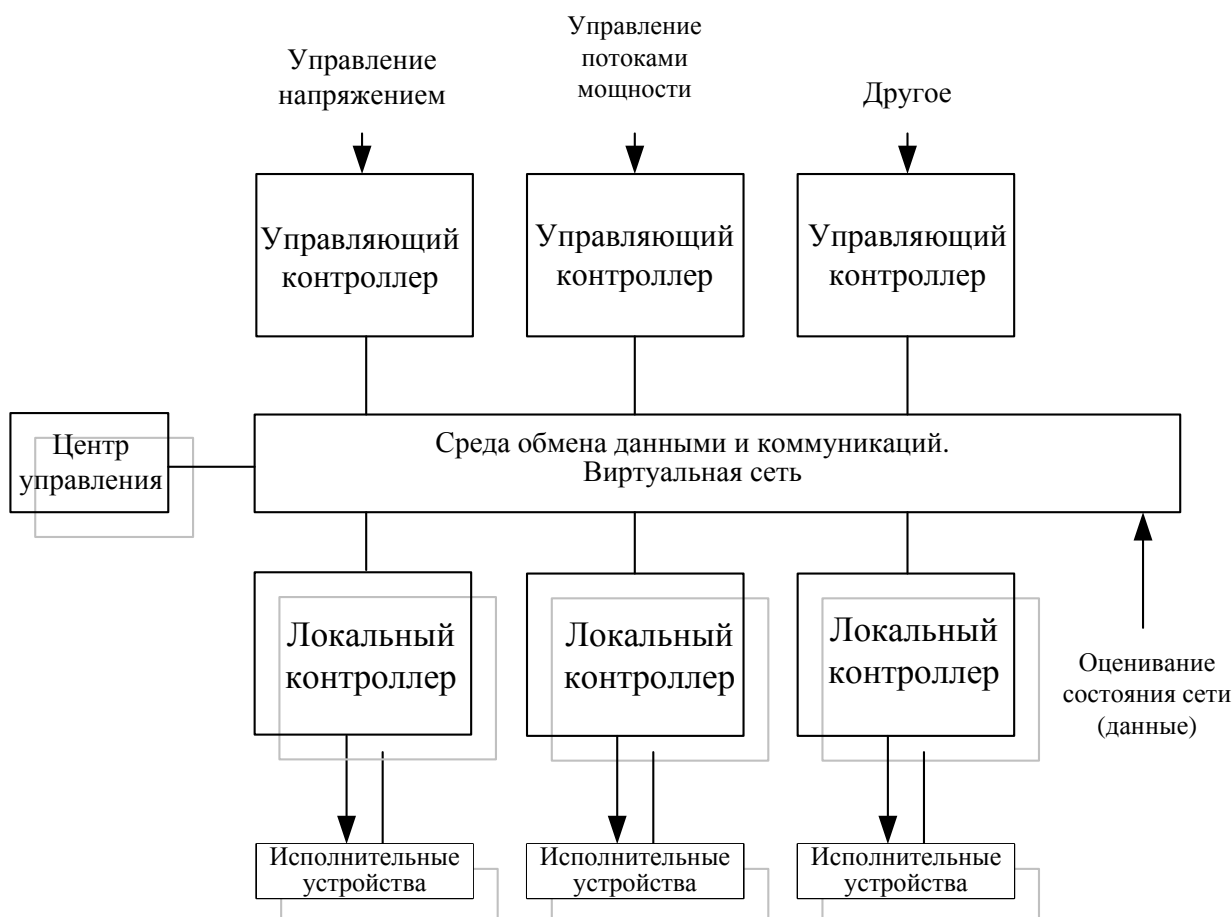 Управление
напряжением
Управление
потоками
мощности
Другое
Управляющий
контроллер
Управляющий
контроллер
Управляющий
контроллер
Центр
управления
Среда обмена данными и коммуникаций.
Виртуальная сеть
Локальный
контроллер
Локальный
контроллер
Локальный
контроллер
Оценивание
состояния сети
(данные)
Исполнительные
устройства
Исполнительные
устройства
Исполнительные
устройства